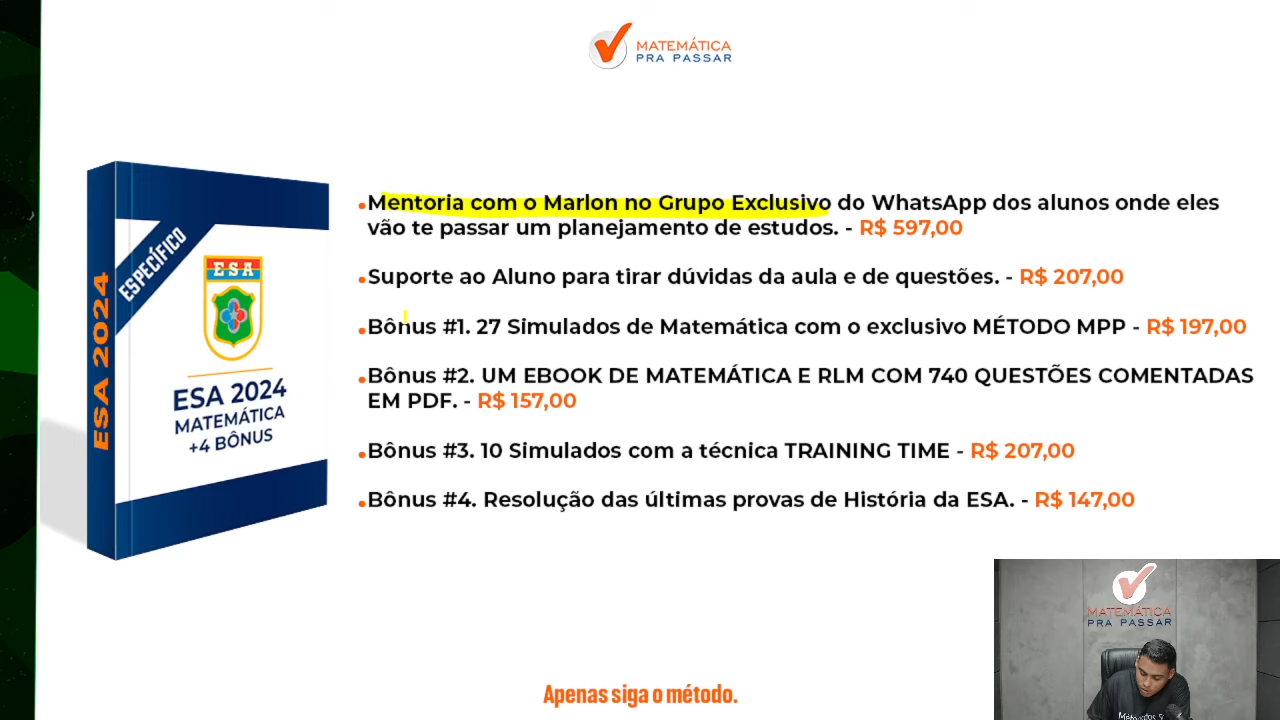 MATEMÁTICA
PRA PASSAR
•Mentoria com o Marlon no Grupo Exclusivo do WhatsApp dos alunos onde eles
vão te passar um planejamento de estudos. - R$ 597,00
•Suporte ao Aluno para tirar dúvidas da aula e de questões. - R$ 207,00
•Bônus #1. 27 Simulados de Matemática com o exclusivo MÉTODO MPP - R$ 197,00
•Bônus #2. UM EBOOK DE MATEMÁTICA E RLM COM 740 QUESTÕES COMENTADAS
EM PDF. - R$ 157,00
•Bônus #3. 10 Simulados com a técnica TRAINING TIME - R$ 207,00
•Bônus #4. Resolução das últimas provas de História da ESA. - R$ 147,00
ESA 2024
ESPECÍFICO
ESA
ESA 2024
MATEMÁTICA
+4 BÔNUS
MATEMÁTICA
PRA PASSAR
Apenas siga o método.